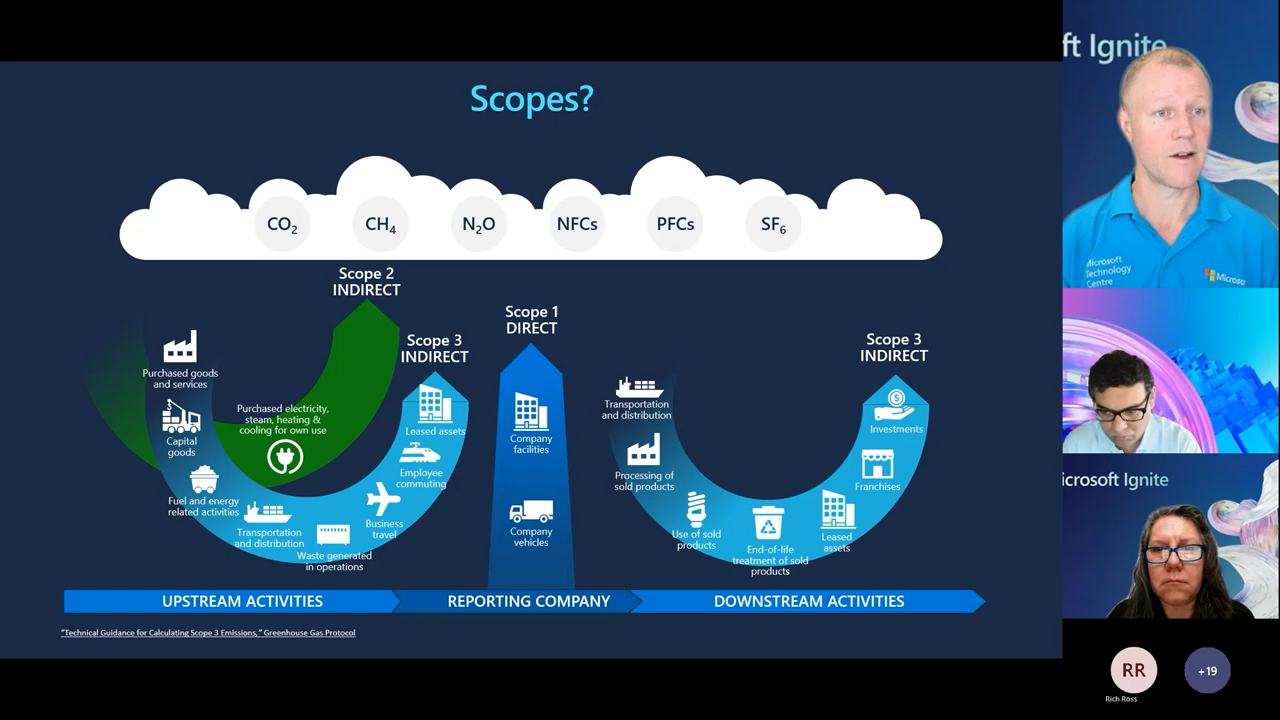 Scopes?
CO2
CH4
N2O
NFCs
PFCs
SF6
Scope 2
INDIRECT
Scope 3
INDIRECT
Scope 1
DIRECT
Scope 3
INDIRECT
Purchased goods
and services
Capital
goods
Fuel and energy
related activities
Transportation
and distribution
Waste generated
in operations
Business
travel
Employee
commuting
Leased assets
Purchased electricity,
steam, heating &
cooling for own use
Company
facilities
Company
vehicles
Transportation
and distribution
Processing of
sold products
Use of sold
products
End-of-life
treatment of sold
products
Leased
assets
Franchises
Investments
UPSTREAM ACTIVITIES
REPORTING COMPANY
DOWNSTREAM ACTIVITIES
"Technical Guidance for Calculating Scope 3 Emissions," Greenhouse Gas Protocol
ft Ignite
Microsoft
Technology
Centre
Microso
icrosoft Ignite
RR
Rich Ross
+19